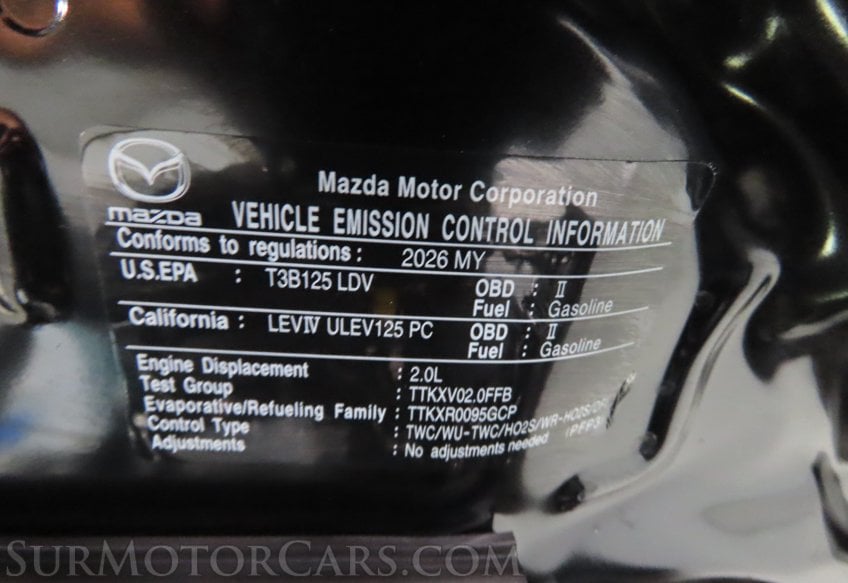 Mazda Motor Corporation
mazda VEHICLE EMISSION CONTROL INFORMATION
Conforms to regulations : 2026 MY
U.S.EPA : T3B125 LDV OBD : II
Fuel : Gasoline
California : LEVIV ULEV125 PC OBD : II
Fuel : Gasoline
Engine Displacement : 2.0L
Test Group : TTKXV02.0FFB
Evaporative/Refueling Family : TTKXR0095GCP
Control Type : TWC/WU-TWC/HO2S/WR-HO2S/DFI
Adjustments : No adjustments needed (PFP3)
SurMotorCars.com